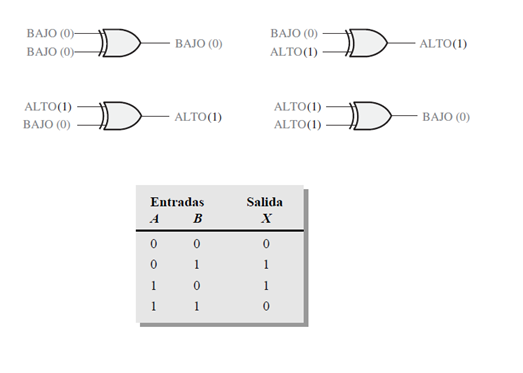 BAJO (0)
BAJO (0)
BAJO (0)
BAJO (0)
ALTO(1)
ALTO(1)
ALTO(1)
BAJO (0)
ALTO(1)
ALTO(1)
ALTO(1)
BAJO (0)
Entradas Salida
A B X
0 0 0
0 1 1
1 0 1
1 1 0